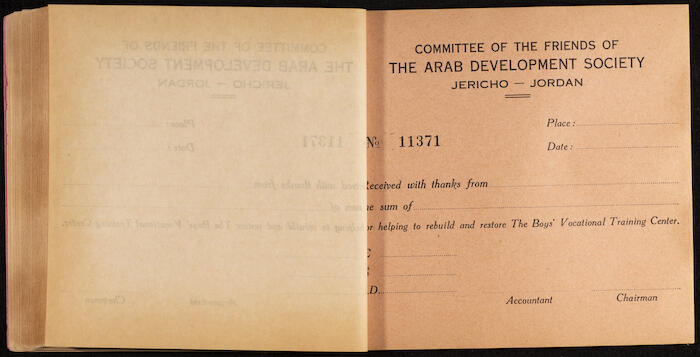 COMMITTEE OF THE FRIENDS OF
THE ARAB DEVELOPMENT SOCIETY
JERICHO — JORDAN
Place:
№ 11371
Date:
Received with thanks from
the sum of
for helping to rebuild and restore The Boys' Vocational Training Center.
Accountant
Chairman